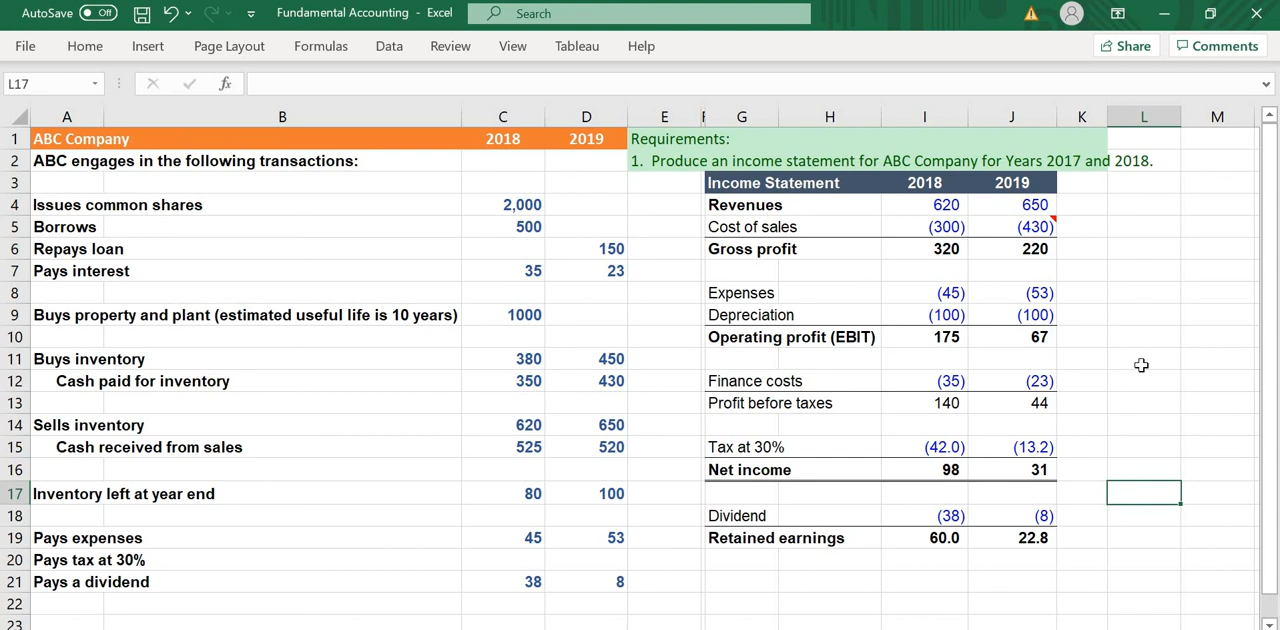 AutoSave Off Fundamental Accounting - Excel Search
File Home Insert Page Layout Formulas Data Review View Tableau Help Share Comments
L17 fx
A B C D E F G H I J K L M
1 ABC Company 2018 2019 Requirements:
2 ABC engages in the following transactions: 1. Produce an income statement for ABC Company for Years 2017 and 2018.
3 Income Statement 2018 2019
4 Issues common shares 2,000 Revenues 620 650
5 Borrows 500 Cost of sales (300) (430)
6 Repays loan 150 Gross profit 320 220
7 Pays interest 35 23
8 Expenses (45) (53)
9 Buys property and plant (estimated useful life is 10 years) 1000 Depreciation (100) (100)
10 Operating profit (EBIT) 175 67
11 Buys inventory 380 450
12 Cash paid for inventory 350 430 Finance costs (35) (23)
13 Profit before taxes 140 44
14 Sells inventory 620 650
15 Cash received from sales 525 520 Tax at 30% (42.0) (13.2)
16 Net income 98 31
17 Inventory left at year end 80 100
18 Dividend (38) (8)
19 Pays expenses 45 53 Retained earnings 60.0 22.8
20 Pays tax at 30%
21 Pays a dividend 38 8
22
23